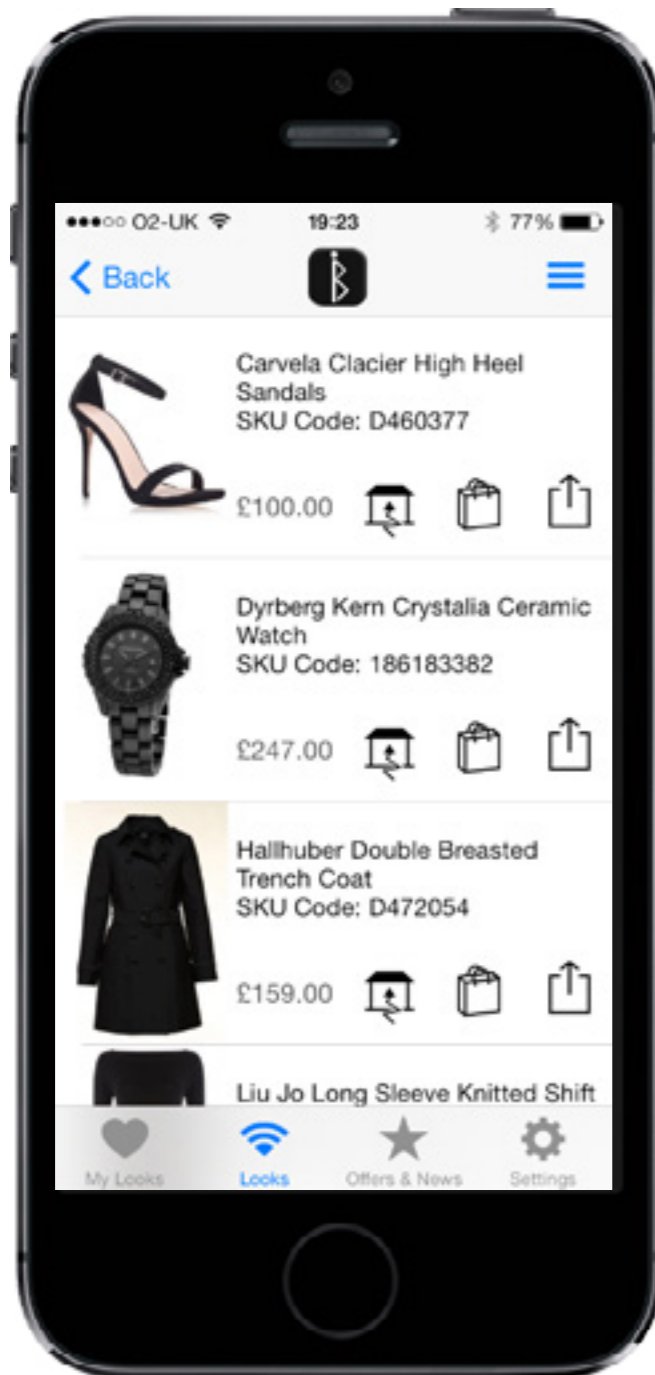 ●●●○○ O2-UK 19:23 77%
Back
Carvela Clacier High Heel
Sandals
SKU Code: D460377
£100.00
Dyrberg Kern Crystalia Ceramic
Watch
SKU Code: 186183382
£247.00
Hallhuber Double Breasted
Trench Coat
SKU Code: D472054
£159.00
Liu Jo Long Sleeve Knitted Shift
My Looks Looks Offers & News Settings